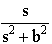 s
s² + b²